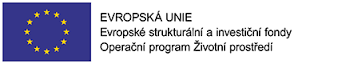 EVROPSKÁ UNIE
Evropské strukturální a investiční fondy
Operační program Životní prostředí